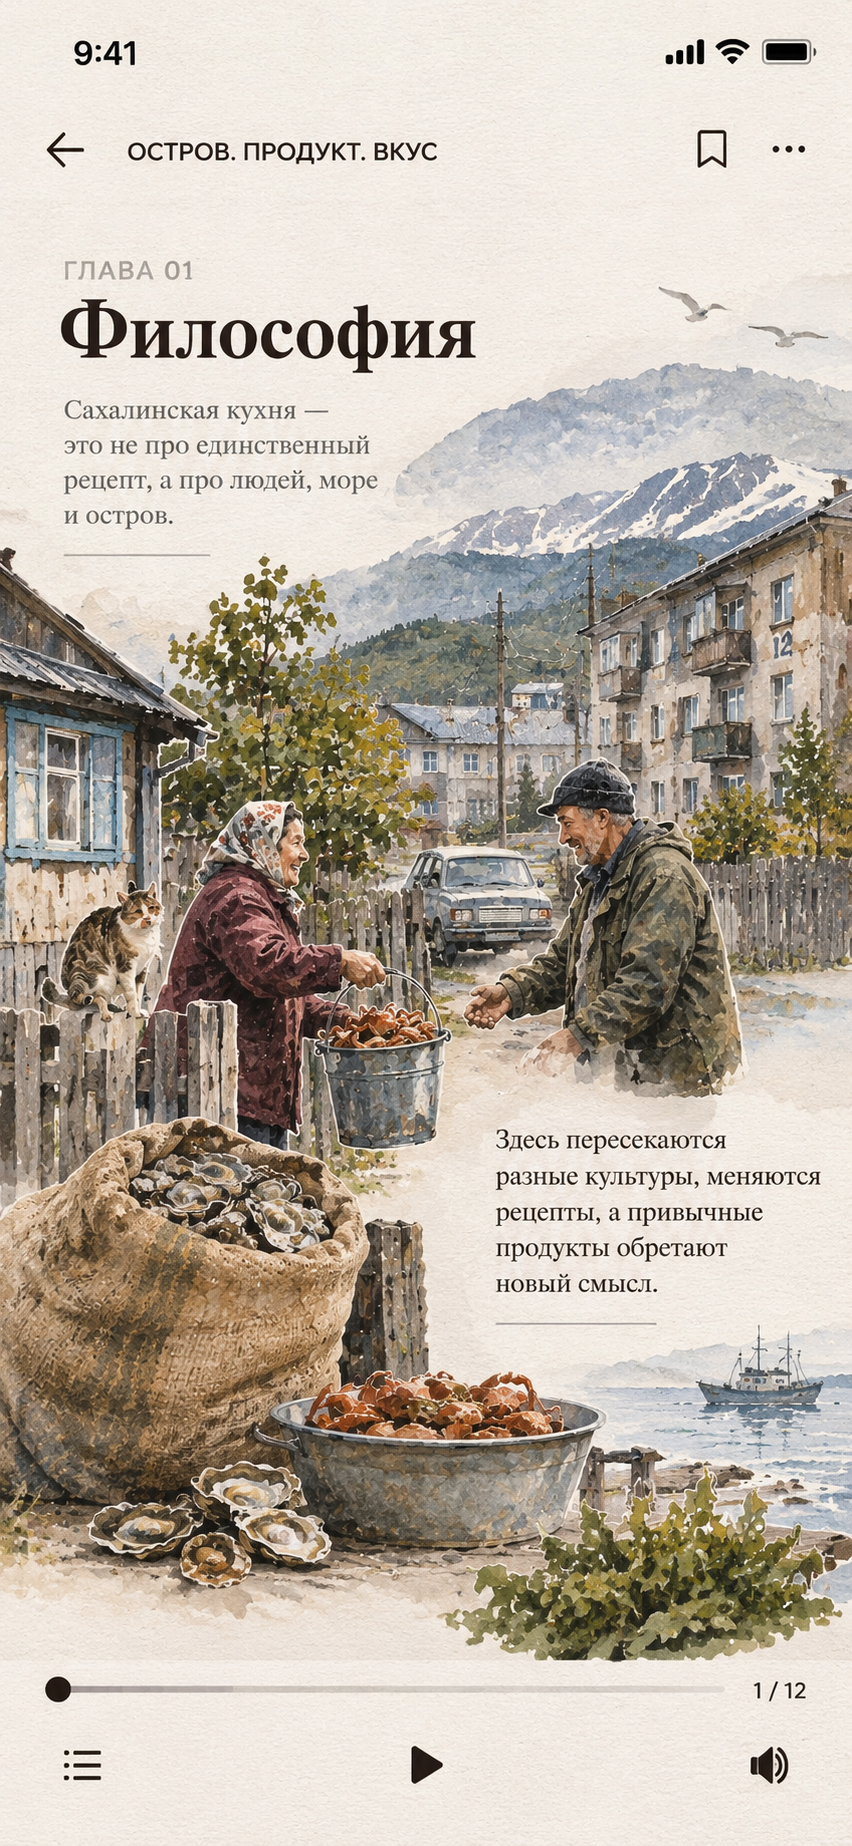 9:41
ОСТРОВ. ПРОДУКТ. ВКУС
ГЛАВА 01
Философия
Сахалинская кухня —
это не про единственный
рецепт, а про людей, море
и остров.
12
Здесь пересекаются
разные культуры, меняются
рецепты, а привычные
продукты обретают
новый смысл.
1 / 12